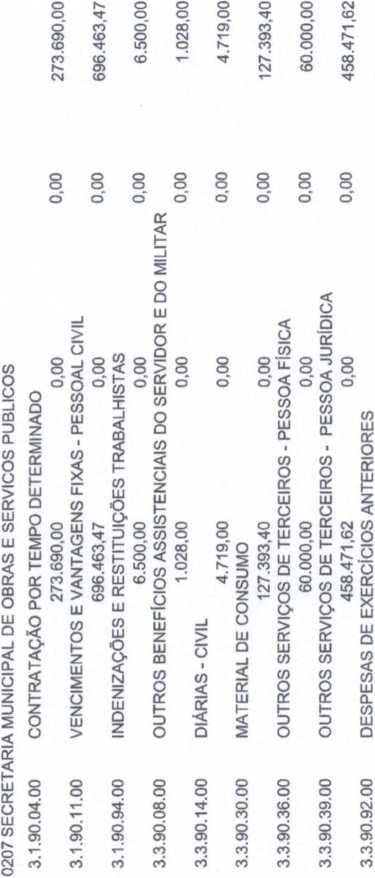 0207 SECRETARIA MUNICIPAL DE OBRAS E SERVICOS PUBLICOS
3.1.90.04.00 CONTRATAÇÃO POR TEMPO DETERMINADO
273.690,00 0,00 0,00 273.690,00
3.1.90.11.00 VENCIMENTOS E VANTAGENS FIXAS - PESSOAL CIVIL
696.463,47 0,00 0,00 696.463,47
3.1.90.94.00 INDENIZAÇÕES E RESTITUIÇÕES TRABALHISTAS
6.500,00 0,00 0,00 6.500,00
3.3.90.08.00 OUTROS BENEFÍCIOS ASSISTENCIAIS DO SERVIDOR E DO MILITAR
1.028,00 0,00 0,00 1.028,00
3.3.90.14.00 DIÁRIAS - CIVIL
4.719,00 0,00 0,00 4.719,00
3.3.90.30.00 MATERIAL DE CONSUMO
127.393,40 0,00 0,00 127.393,40
3.3.90.36.00 OUTROS SERVIÇOS DE TERCEIROS - PESSOA FÍSICA
60.000,00 0,00 0,00 60.000,00
3.3.90.39.00 OUTROS SERVIÇOS DE TERCEIROS - PESSOA JURÍDICA
458.471,62 0,00 0,00 458.471,62
3.3.90.92.00 DESPESAS DE EXERCÍCIOS ANTERIORES